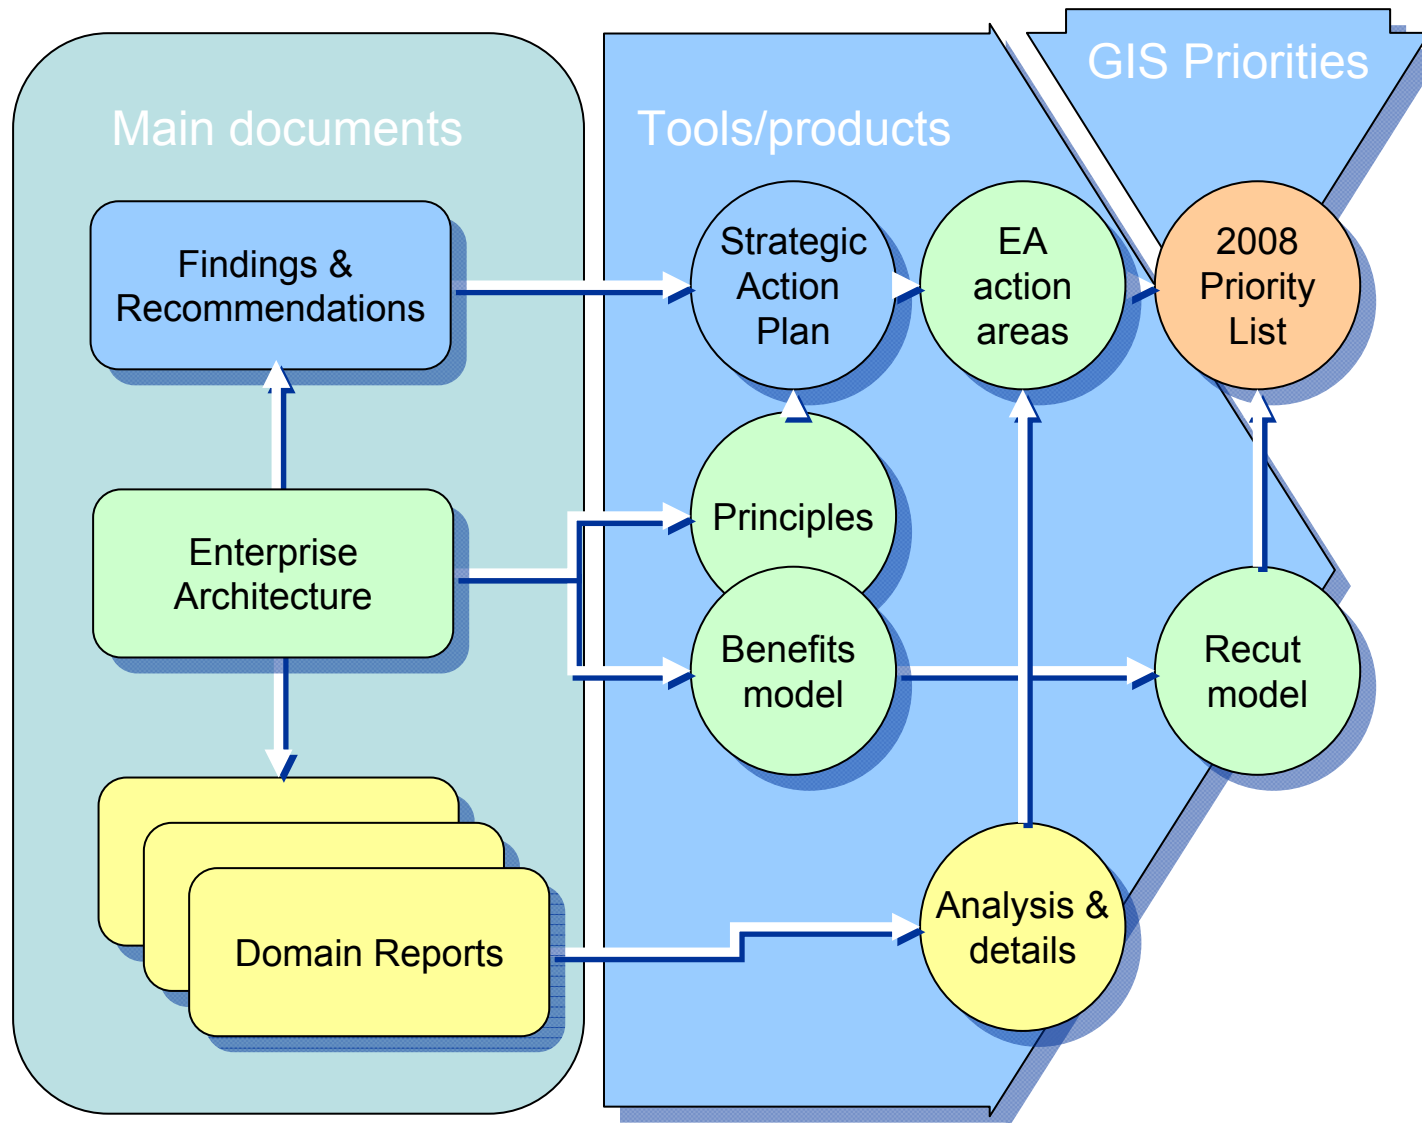 Main documents
Tools/products
GIS Priorities
Findings &
Recommendations
Strategic
Action
Plan
EA
action
areas
2008
Priority
List
Enterprise
Architecture
Principles
Benefits
model
Recut
model
Domain Reports
Analysis &
details